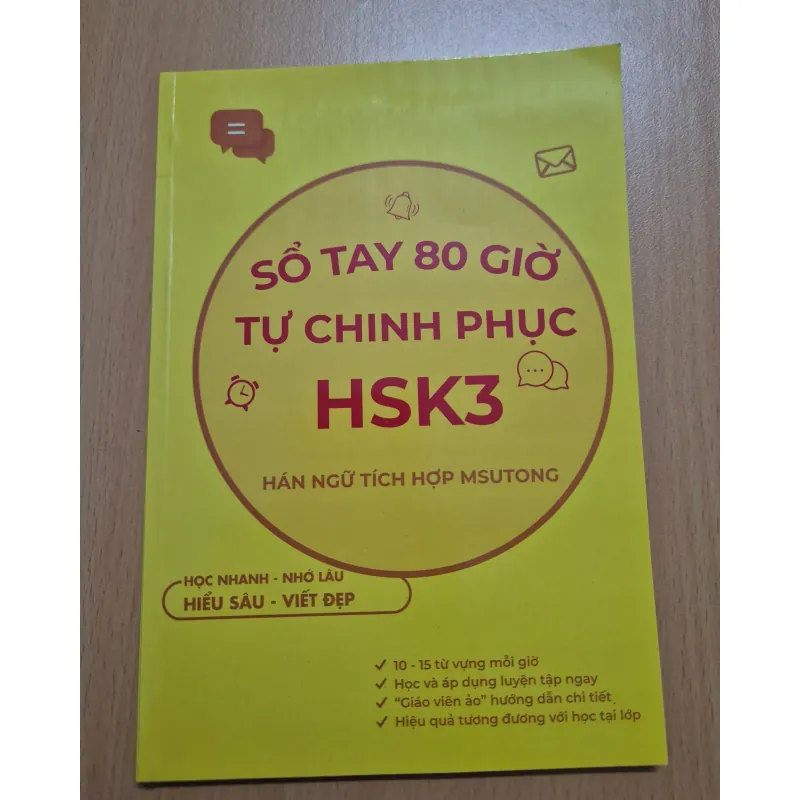 SỔ TAY 80 GIỜ
TỰ CHINH PHỤC
HSK3
HÁN NGỮ TÍCH HỢP MSUTONG
HỌC NHANH - NHỚ LÂU
HIỂU SÂU - VIẾT ĐẸP
10 - 15 từ vựng mỗi giờ
Học và áp dụng luyện tập ngay
“Giáo viên ảo” hướng dẫn chi tiết
Hiệu quả tương đương với học tại lớp